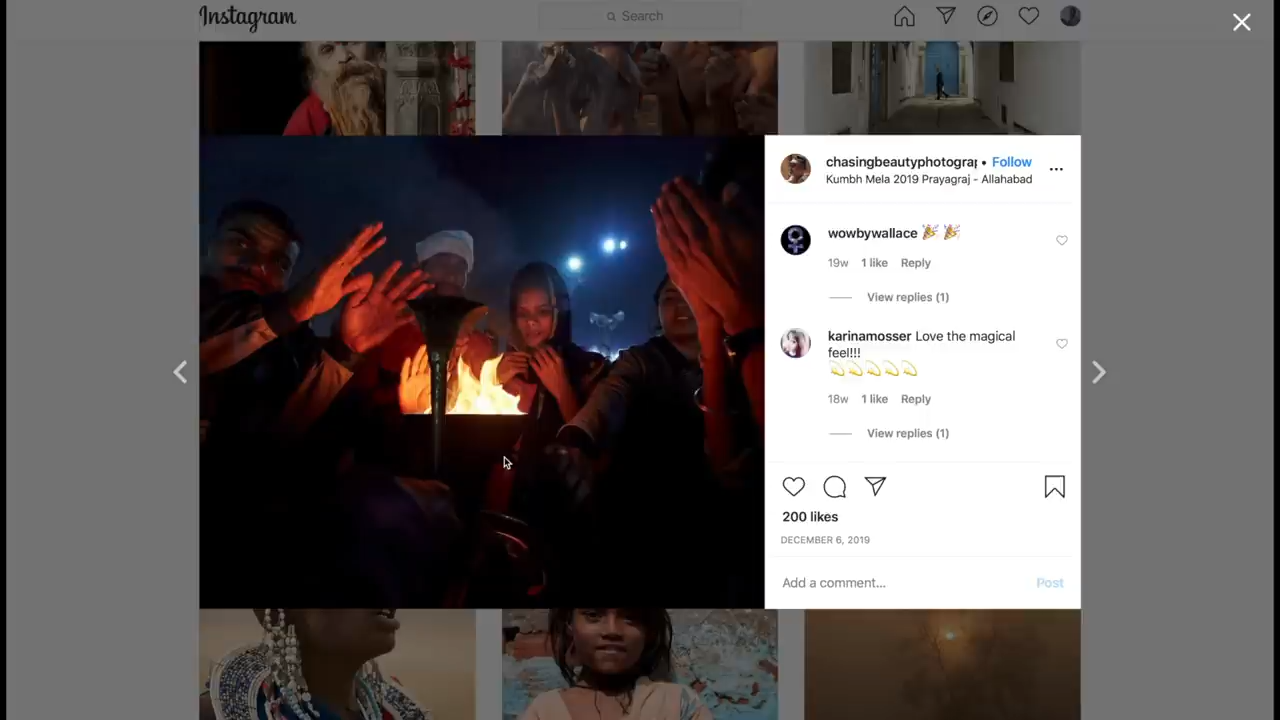 Instagram
Search
chasingbeautyphotograp • Follow
Kumbh Mela 2019 Prayagraj - Allahabad
wowbywallace 🎉 🎉
19w 1 like Reply
View replies (1)
karinamosser Love the magical
feel!!!
💫💫💫💫💫
18w 1 like Reply
View replies (1)
200 likes
DECEMBER 6, 2019
Add a comment... Post